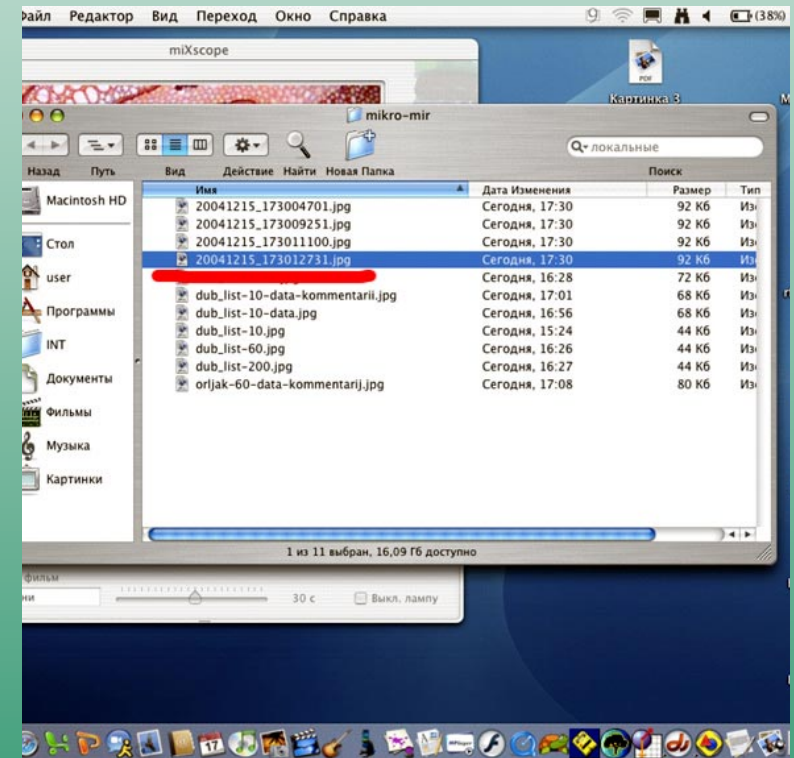 Файл Редактор Вид Переход Окно Справка (38%)
miXscope
PDF
Картинка 3
mikro-mir
локальные
Назад Путь Вид Действие Найти Новая Папка Поиск
Имя Дата Изменения Размер Тип
Macintosh HD
Стол
user
Программы
INT
Документы
Фильмы
Музыка
Картинки
20041215_173004701.jpg Сегодня, 17:30 92 Кб
20041215_173009251.jpg Сегодня, 17:30 92 Кб
20041215_173011100.jpg Сегодня, 17:30 92 Кб
20041215_173012731.jpg Сегодня, 17:30 92 Кб
Сегодня, 16:28 72 Кб
dub_list-10-data-kommentarii.jpg Сегодня, 17:01 68 Кб
dub_list-10-data.jpg Сегодня, 16:56 68 Кб
dub_list-10.jpg Сегодня, 15:24 44 Кб
dub_list-60.jpg Сегодня, 16:26 44 Кб
dub_list-200.jpg Сегодня, 16:27 44 Кб
orljak-60-data-kommentarij.jpg Сегодня, 17:08 80 Кб
1 из 11 выбран, 16,09 Гб доступно
фильм
30 с Выкл. лампу
17